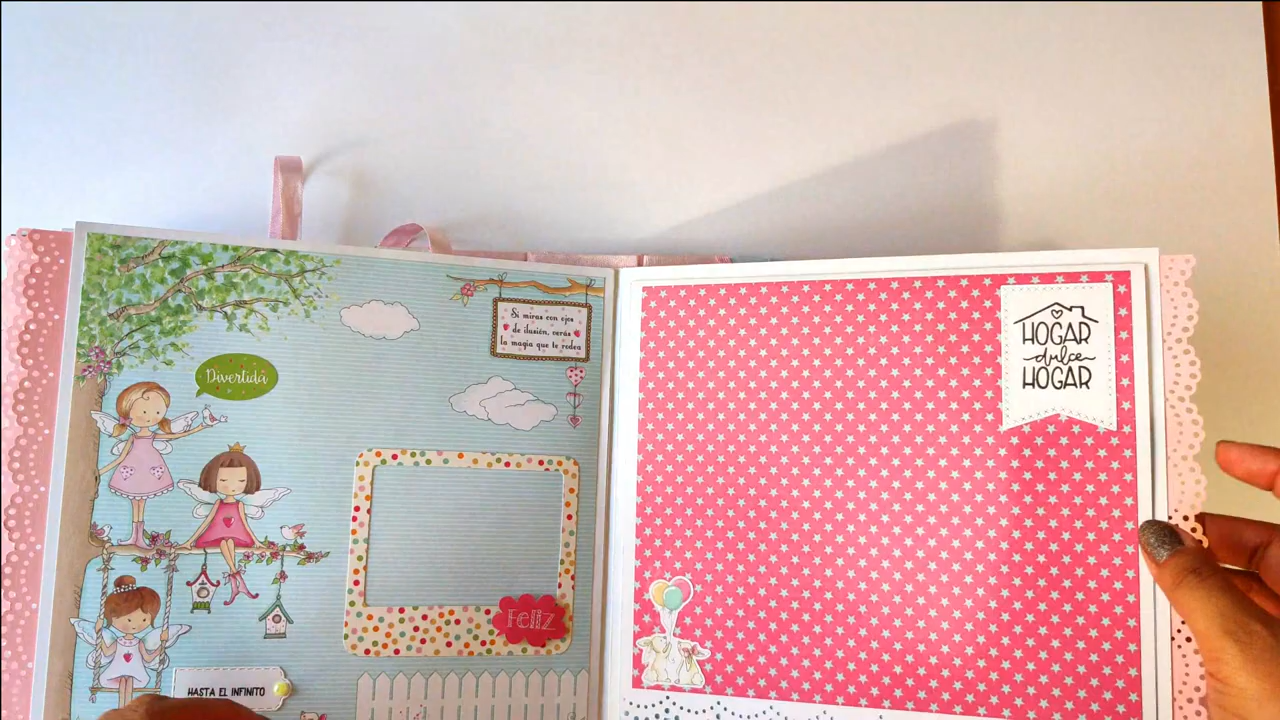 Si miras con ojos
de ilusión, verás
la magia que te rodea
Divertida
Feliz
HASTA EL INFINITO
HOGAR
dulce
HOGAR